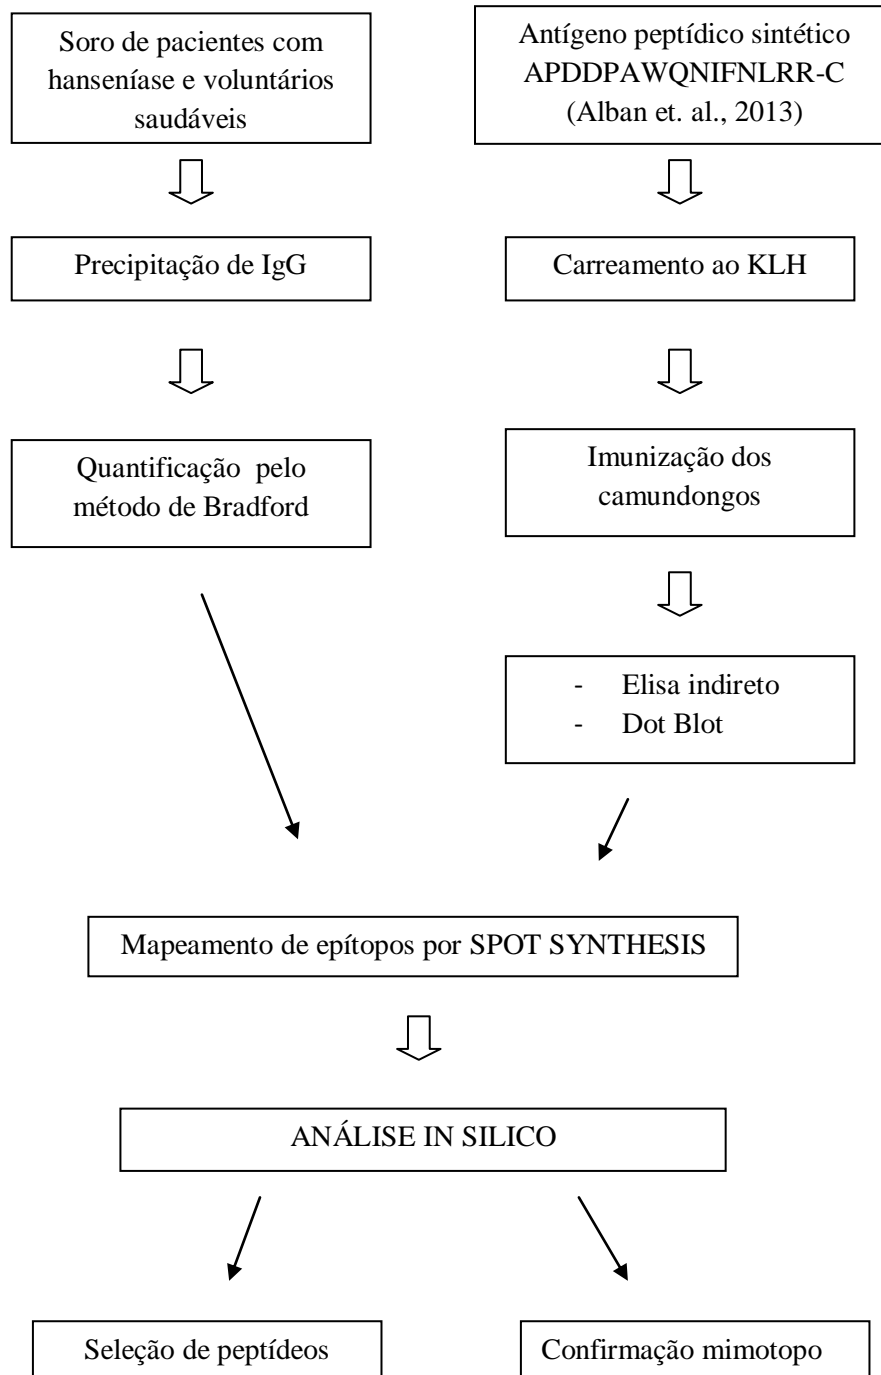 Soro de pacientes com
hanseníase e voluntários
saudáveis
Antígeno peptídico sintético
APDDPAWQNIFNLRR-C
(Alban et. al., 2013)
Precipitação de IgG
Carreamento ao KLH
Quantificação pelo
método de Bradford
Imunização dos
camundongos
- Elisa indireto
- Dot Blot
Mapeamento de epítopos por SPOT SYNTHESIS
ANÁLISE IN SILICO
Seleção de peptídeos
Confirmação mimotopo